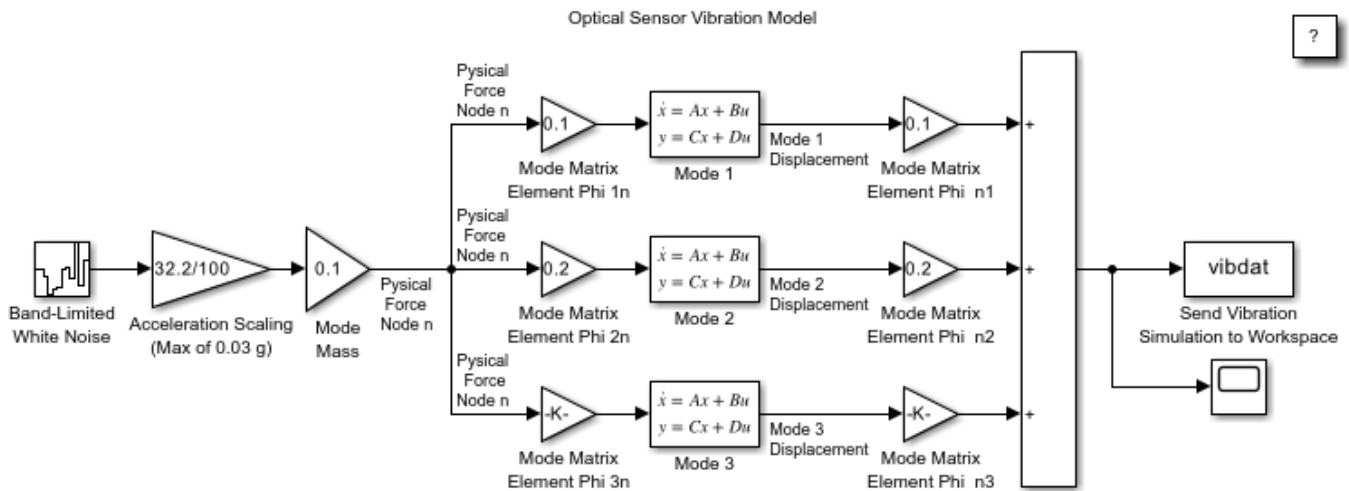 Optical Sensor Vibration Model
?
Pysical
Force
Node n
0.1
ẋ = Ax + Bu
y = Cx + Du
Mode 1
Displacement
0.1
+
Mode Matrix
Element Phi 1n
Mode 1
Mode Matrix
Element Phi n1
Pysical
Force
Node n
32.2/100
0.1
0.2
ẋ = Ax + Bu
y = Cx + Du
Mode 2
Displacement
0.2
+
vibdat
Band-Limited
White Noise
Acceleration Scaling
(Max of 0.03 g)
Mode
Mass
Pysical
Force
Node n
Mode Matrix
Element Phi 2n
Mode 2
Mode Matrix
Element Phi n2
Send Vibration
Simulation to Workspace
Pysical
Force
Node n
-K-
ẋ = Ax + Bu
y = Cx + Du
Mode 3
Displacement
-K-
+
Mode Matrix
Element Phi 3n
Mode 3
Mode Matrix
Element Phi n3